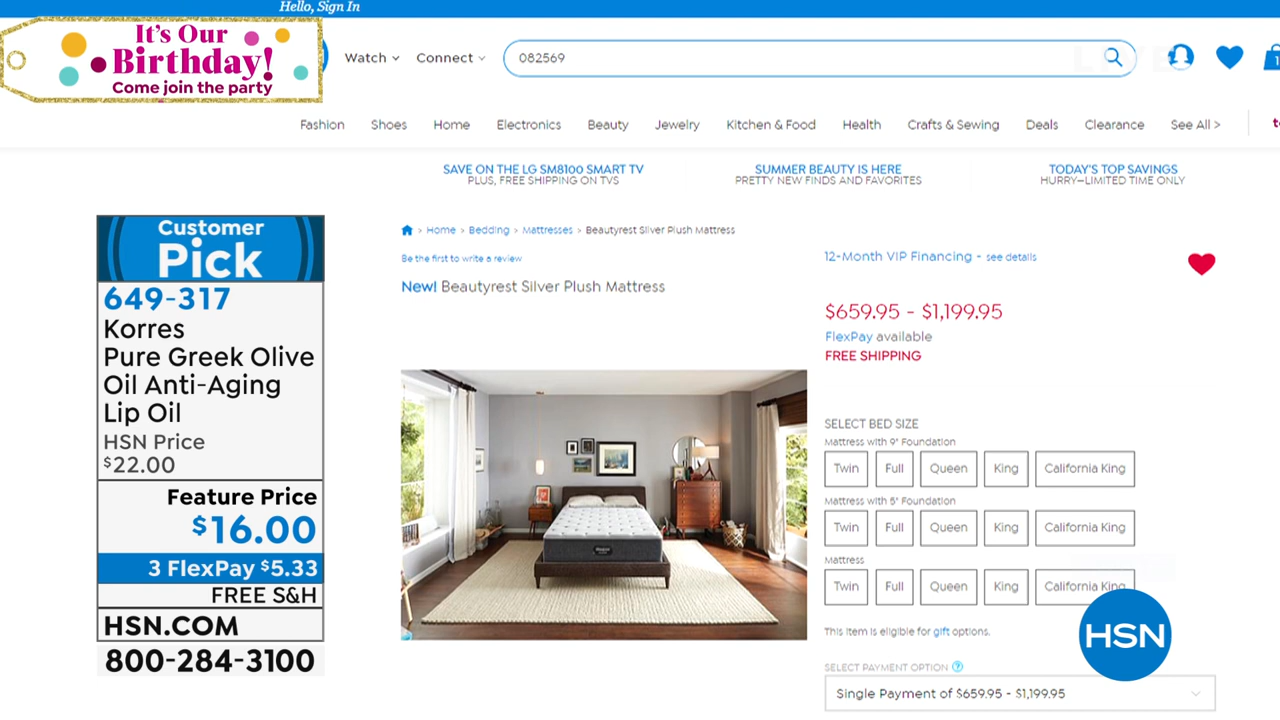 Hello, Sign In
It's Our
Birthday!
Come join the party
Watch
Connect
082569
1
Fashion
Shoes
Home
Electronics
Beauty
Jewelry
Kitchen & Food
Health
Crafts & Sewing
Deals
Clearance
See All >
SAVE ON THE LG SM8100 SMART TV
PLUS, FREE SHIPPING ON TVS
SUMMER BEAUTY IS HERE
PRETTY NEW FINDS AND FAVORITES
TODAY'S TOP SAVINGS
HURRY—LIMITED TIME ONLY
Customer
Pick
649-317
Korres
Pure Greek Olive
Oil Anti-Aging
Lip Oil
HSN Price
$22.00
Feature Price
$16.00
3 FlexPay $5.33
FREE S&H
HSN.COM
800-284-3100
> Home > Bedding > Mattresses > Beautyrest Silver Plush Mattress
Be the first to write a review
New! Beautyrest Silver Plush Mattress
12-Month VIP Financing - see details
$659.95 - $1,199.95
FlexPay available
FREE SHIPPING
SELECT BED SIZE
Mattress with 9" Foundation
Twin Full Queen King California King
Mattress with 5" Foundation
Twin Full Queen King California King
Mattress
Twin Full Queen King California King
This item is eligible for gift options.
HSN
SELECT PAYMENT OPTION ?
Single Payment of $659.95 - $1,199.95